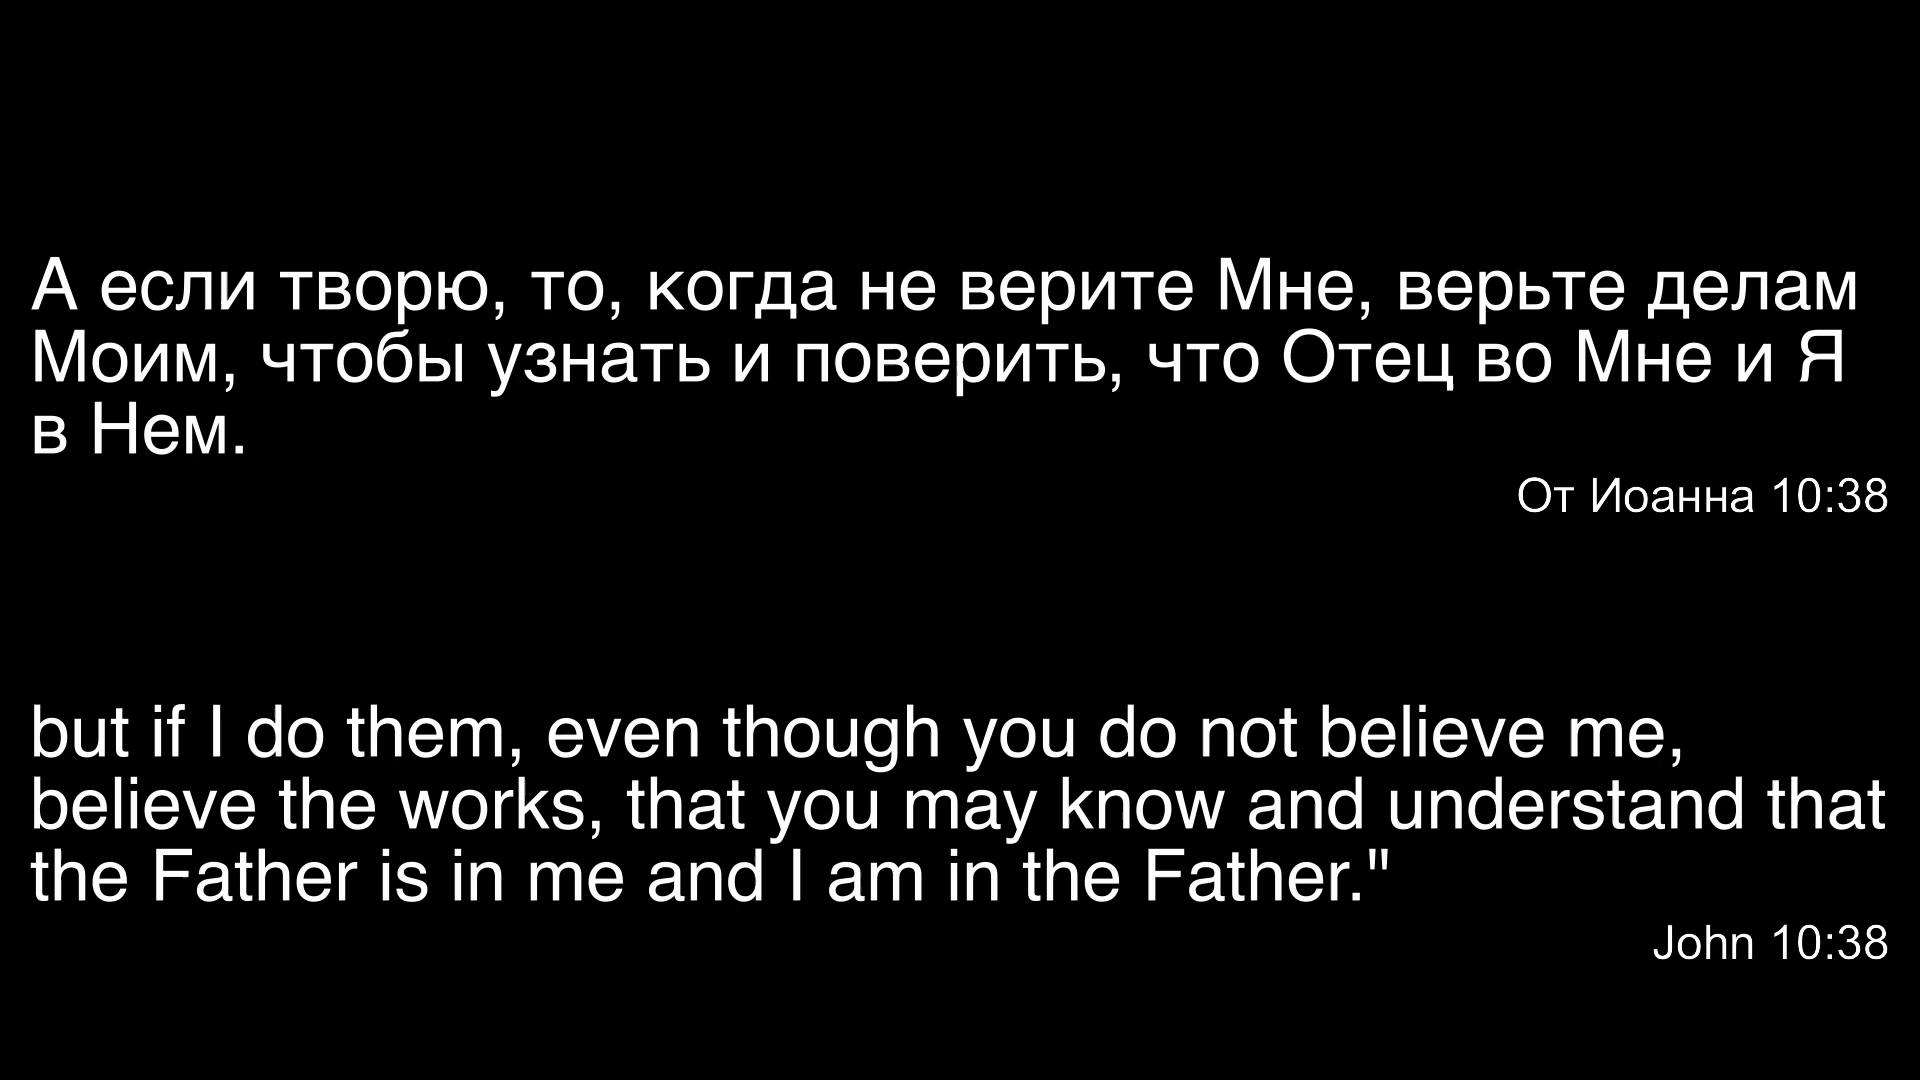 А если творю, то, когда не верите Мне, верьте делам
Моим, чтобы узнать и поверить, что Отец во Мне и Я
в Нем.
От Иоанна 10:38
but if I do them, even though you do not believe me,
believe the works, that you may know and understand that
the Father is in me and I am in the Father."
John 10:38